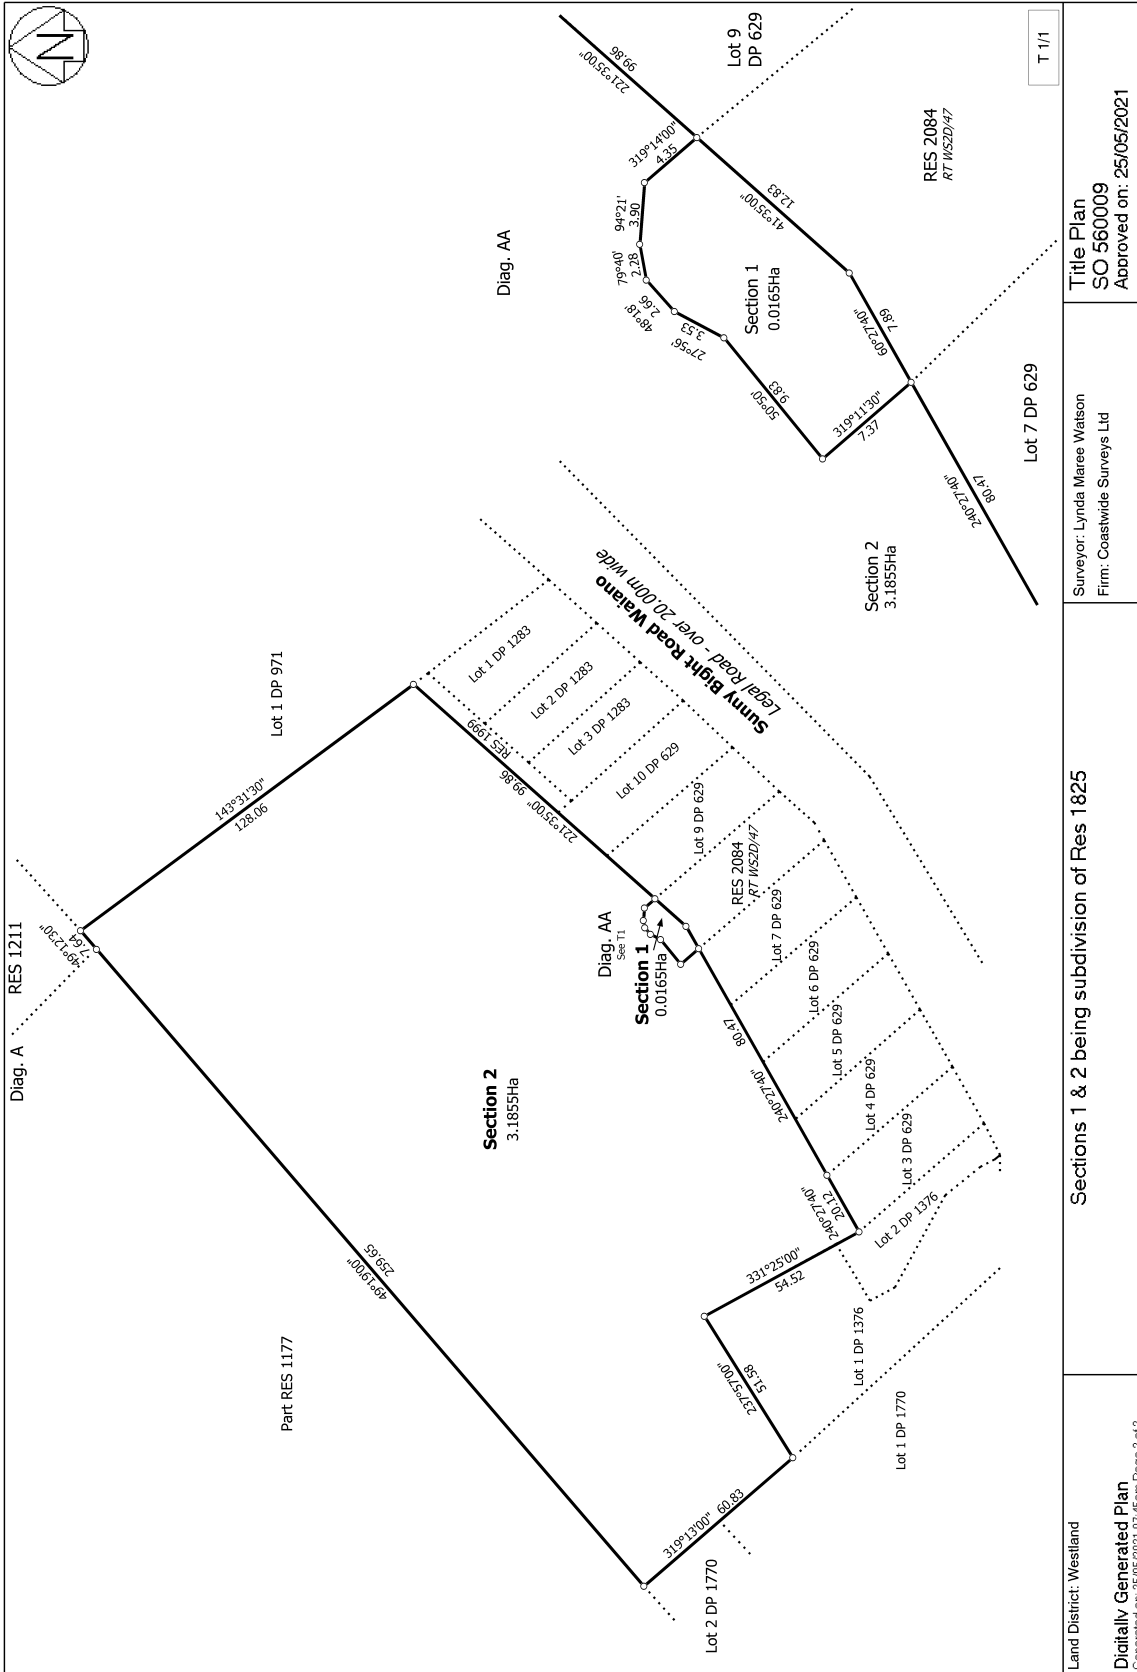 N
Diag. A
RES 1211
49°12'30"
7.64
Lot 1 DP 971
143°31'30"
128.06
Part RES 1177
49°19'00"
259.65
Section 2
3.1855Ha
Diag. AA
See T1
Section 1
0.0165Ha
221°35'00"
99.86
RES 1999
Lot 1 DP 1283
Lot 2 DP 1283
Lot 3 DP 1283
Lot 10 DP 629
Lot 9 DP 629
RES 2084
RT WS2D/47
Lot 7 DP 629
Lot 6 DP 629
Lot 5 DP 629
Lot 4 DP 629
Lot 3 DP 629
Lot 2 DP 1376
Lot 1 DP 1376
Lot 1 DP 1770
Lot 2 DP 1770
240°27'40"
80.47
240°27'40"
20.12
331°25'00"
54.52
237°57'00"
51.58
319°13'00"
60.83
Sunny Bight Road Waiano
Legal Road - over 20.00m wide
Diag. AA
221°35'00"
99.86
Lot 9
DP 629
319°14'00"
4.35
94°21'
3.90
79°40'
2.28
48°18'
2.66
27°56'
3.53
50°50'
9.83
319°11'30"
7.37
Section 1
0.0165Ha
41°35'00"
12.83
60°27'40"
7.89
RES 2084
RT WS2D/47
240°27'40"
80.47
Section 2
3.1855Ha
Lot 7 DP 629
T 1/1
Land District: Westland
Digitally Generated Plan
Generated on: 25/05/2021 07:45am Page 2 of 2
Sections 1 & 2 being subdivision of Res 1825
Surveyor: Lynda Maree Watson
Firm: Coastwide Surveys Ltd
Title Plan
SO 560009
Approved on: 25/05/2021